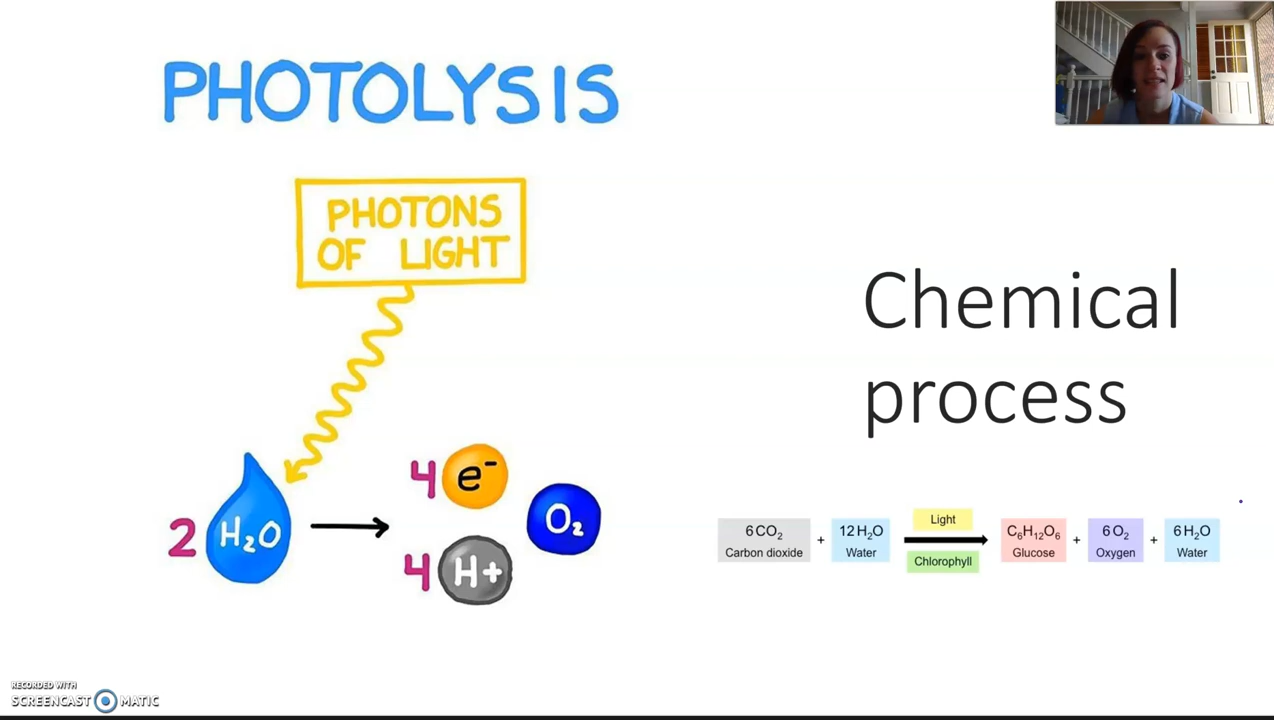 PHOTOLYSIS
PHOTONS
OF LIGHT
2 H₂O
4 e⁻
O₂
4 H+
Chemical
process
6 CO₂ + 12 H₂O Light C₆H₁₂O₆ + 6 O₂ + 6 H₂O
Carbon dioxide Water Chlorophyll Glucose Oxygen Water
RECORDED WITH
SCREENCAST MATIC